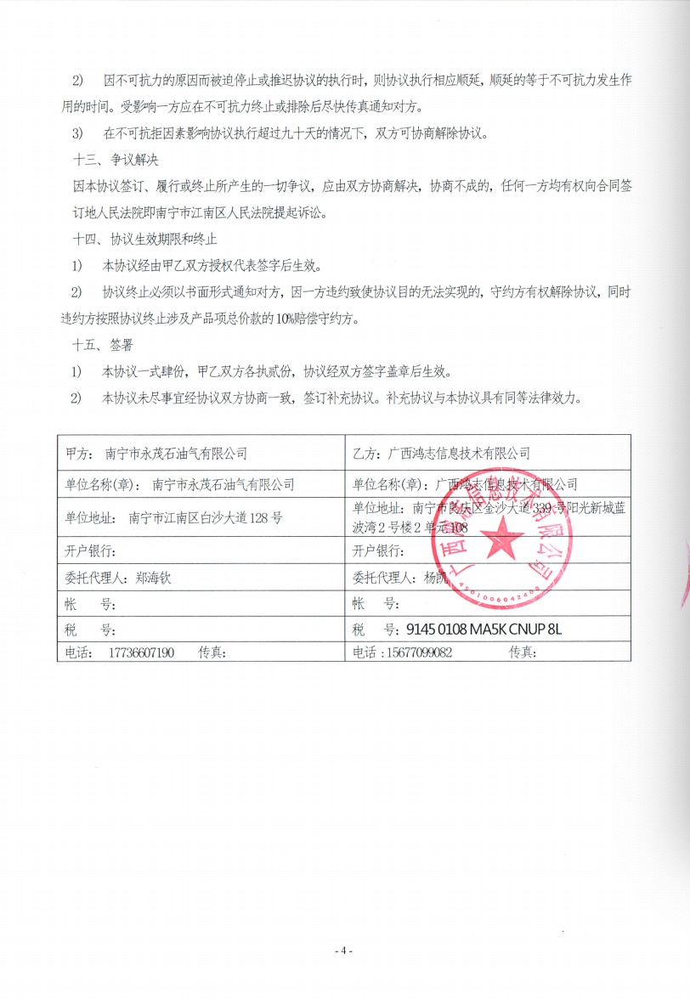 2) 因不可抗力的原因而被迫停止或推迟协议的执行时，则协议执行相应顺延，顺延的等于不可抗力发生作
用的时间。受影响一方应在不可抗力终止或排除后尽快传真通知对方。
3) 在不可抗拒因素影响协议执行超过九十天的情况下，双方可协商解除协议。
十三、争议解决
因本协议签订、履行或终止所产生的一切争议，应由双方协商解决，协商不成的，任何一方均有权向合同签
订地人民法院即南宁市江南区人民法院提起诉讼。
十四、协议生效期限和终止
1) 本协议经由甲乙双方授权代表签字后生效。
2) 协议终止必须以书面形式通知对方，因一方违约致使协议目的无法实现的，守约方有权解除协议，同时
违约方按照协议终止涉及产品项总价款的10%赔偿守约方。
十五、签署
1) 本协议一式肆份，甲乙双方各执贰份，协议经双方签字盖章后生效。
2) 本协议未尽事宜经协议双方协商一致，签订补充协议。补充协议与本协议具有同等法律效力。
甲方： 南宁市永茂石油气有限公司
乙方：广西鸿志信息技术有限公司
单位名称(章)： 南宁市永茂石油气有限公司
单位名称(章)：广西鸿志信息技术有限公司
单位地址： 南宁市江南区白沙大道128号
单位地址：南宁市良庆区金沙大道339号阳光新城蓝
波湾2号楼2单元108
开户银行：
开户银行：
委托代理人：郑海钦
委托代理人：杨凯
帐 号：
帐 号：
税 号：
税 号：9145 0108 MA5K CNUP 8L
电话： 17736607190 传真：
电话：15677099082 传真：
广西鸿志信息技术有限公司
4501006042408
- 4 -